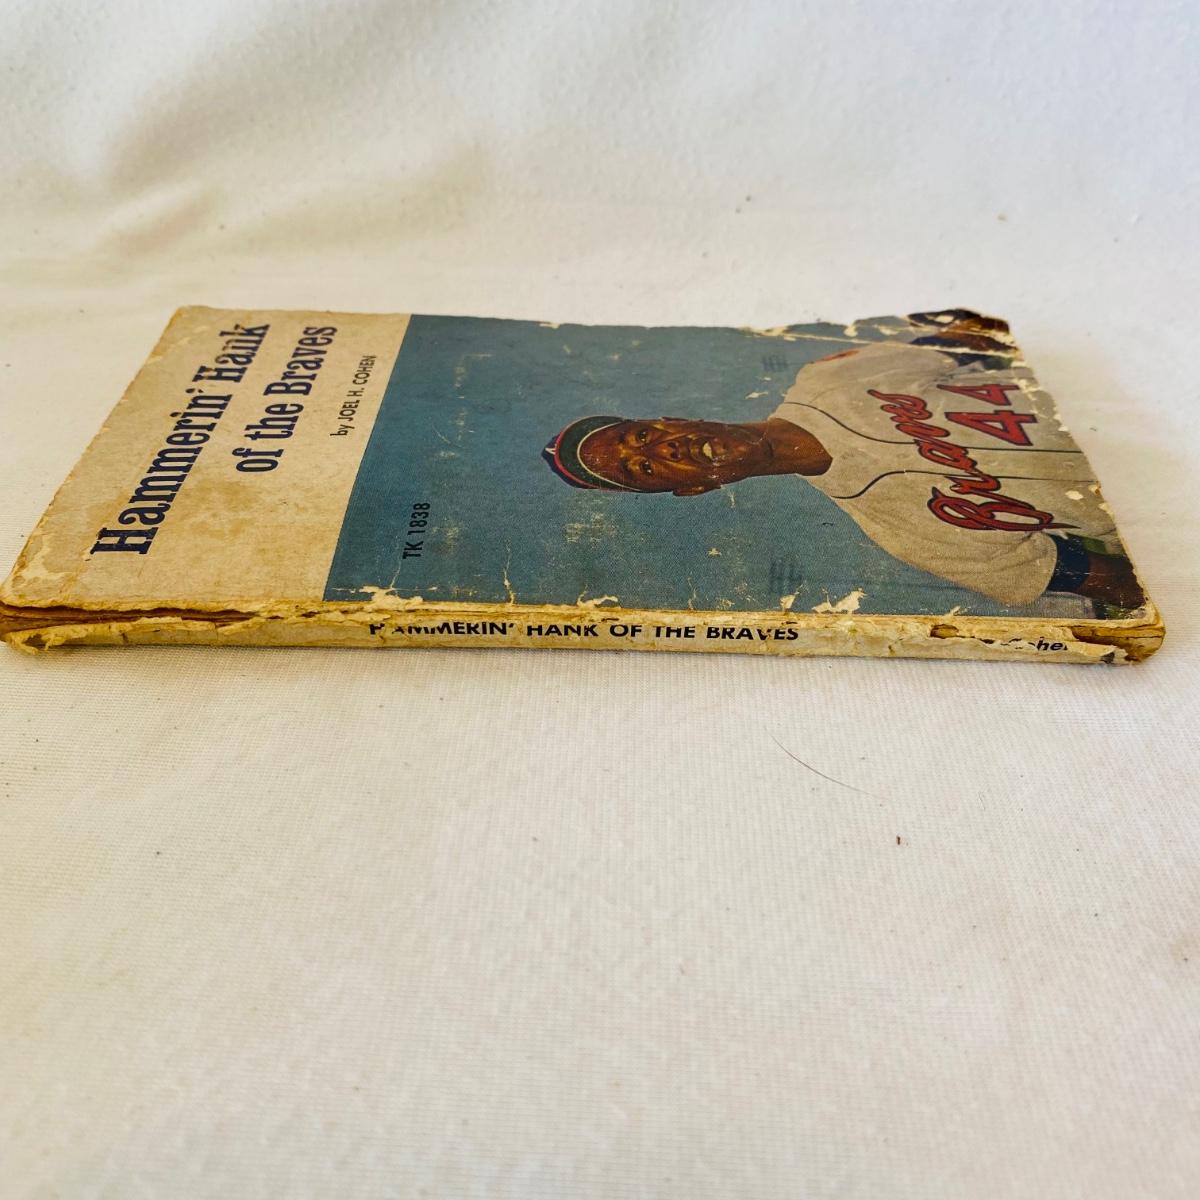 Hammerin' Hank
of the Braves
by JOEL H. COHEN
TK 1838
Braves
44
HAMMERIN' HANK OF THE BRAVES